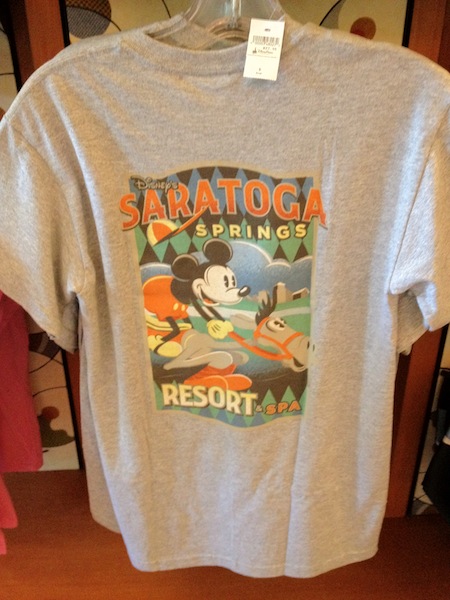 Disney's
SARATOGA
SPRINGS
RESORT & SPA